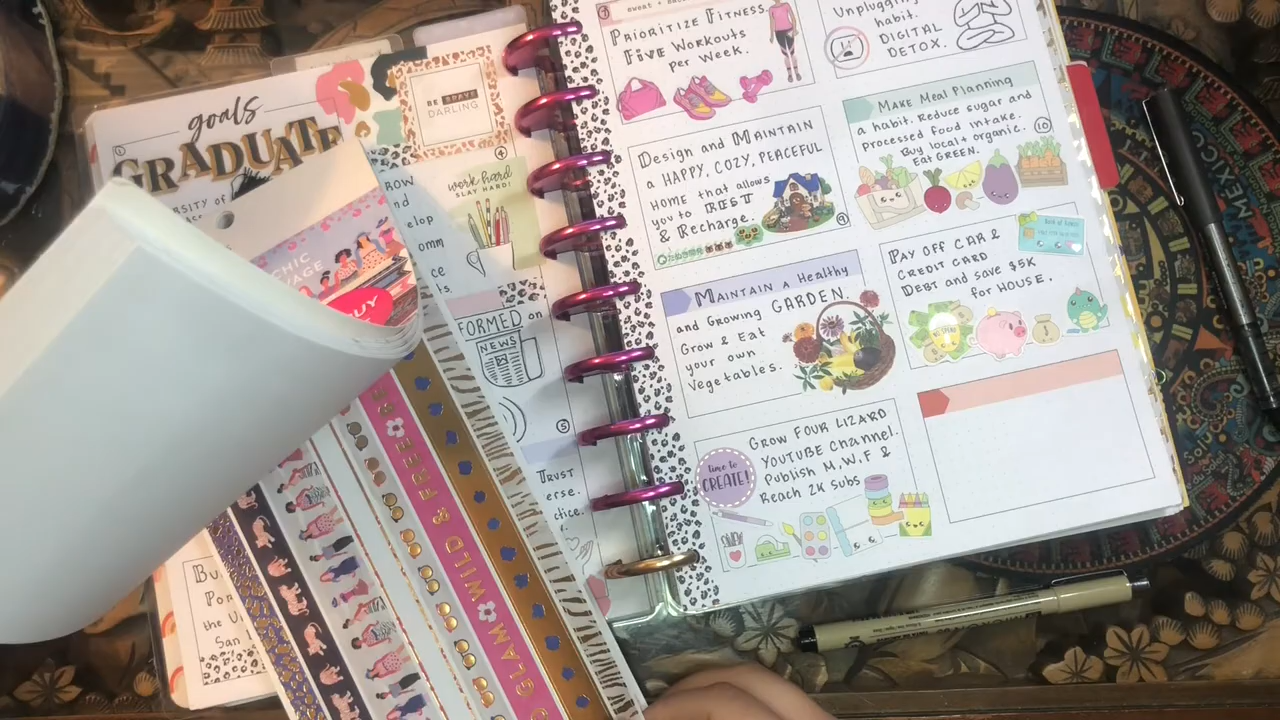 goals
GRADUATE
BE BRAVE
DARLING
work hard
SLAY HARD!
FORMED on
NEWS
TRUST
CHIC
WILD & FREE
GLAM
PRIORITIZE FITNESS.
FIVE WORKOUTS
PER WEEK.
Unplugging
habit.
DIGITAL
DETOX.
DESIGN AND MAINTAIN
a HAPPY, COZY, PEACEFUL
HOME that allows
you to REST
& Recharge.
9
MAKE MEAL PLANNING
a habit. Reduce sugar and
Processed food intake.
Buy local + organic.
Eat GREEN.
10
MAINTAIN a Healthy
and Growing GARDEN.
Grow & Eat
your own
Vegetables.
PAY OFF CAR &
CREDIT CARD
DEBT and save $5K
for HOUSE.
time to
CREATE!
GROW FOUR LIZARD
YOUTUBE Channel.
Publish M, W, F &
Reach 2K Subs
MEXICO